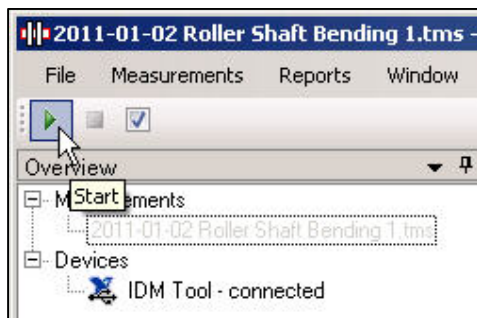 2011-01-02 Roller Shaft Bending 1.tms -
File Measurements Reports Window
Overview
Start
M ements
2011-01-02 Roller Shaft Bending 1.tms
Devices
IDM Tool - connected